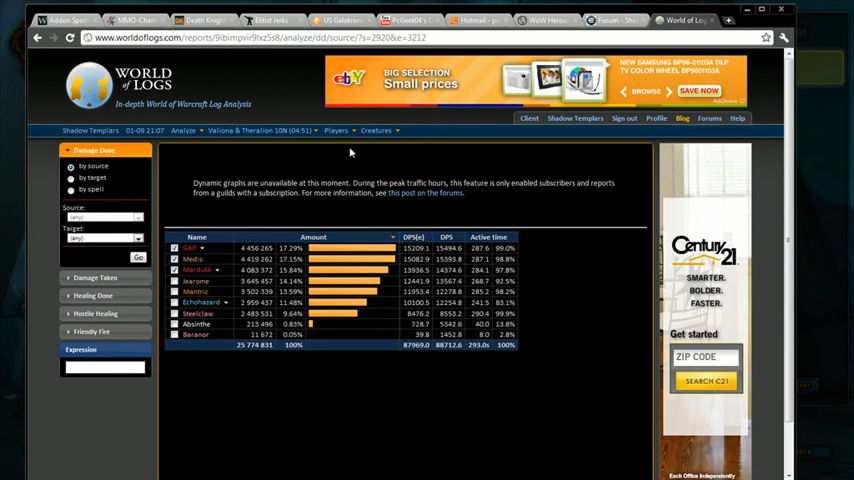 Addon Spot
MMO-Chan
Death Knight
Elitist Jerks
US Galakron
PcGeek04's C
Hotmail - p
WoW Heroes
Forum - Sha
World of Lo
www.worldoflogs.com/reports/9ibimpvir9lxz5s8/analyze/dd/source/?s=2920&e=3212
WORLD
of LOGS
In-depth World of Warcraft Log Analysis
ebay
BIG SELECTION
Small prices
NEW SAMSUNG BP96-01103A DLP
TV COLOR WHEEL BP9601103A
BROWSE
SAVE NOW
AdChoice
Client Shadow Templars Sign out Profile Blog Forums Help
Shadow Templars 01-09 21:07 Analyze Valiona & Theralion 10N (04:51) Players Creatures
Damage Done
by source
by target
by spell
Source:
(any)
Target:
(any)
Go
Damage Taken
Healing Done
Hostile Healing
Friendly Fire
Expression
Dynamic graphs are unavailable at this moment. During the peak traffic hours, this feature is only enabled subscribers and reports
from a guilds with a subscription. For more information, see this post on the forums.
Name Amount DPS(e) DPS Active time
Galit 4 456 265 17.29% 15209.1 15494.6 287.6 99.0%
Medis 4 419 262 17.15% 15082.9 15393.8 287.1 98.8%
Mardukk 4 083 372 15.84% 13936.5 14374.6 284.1 97.8%
Jearome 3 645 457 14.14% 12441.9 13567.4 268.7 92.5%
Mantric 3 502 339 13.59% 11953.4 12278.8 285.2 98.2%
Echohazard 2 959 437 11.48% 10100.5 12254.8 241.5 83.1%
Steelclaw 2 483 531 9.64% 8476.2 8553.2 290.4 99.9%
Absinthe 213 496 0.83% 728.7 5342.6 40.0 13.8%
Baranor 11 672 0.05% 39.8 1452.8 8.0 2.8%
25 774 831 100% 87969.0 88712.6 293.0s 100%
Century
21
SMARTER.
BOLDER.
FASTER.
Get started
ZIP CODE
SEARCH C21
Each Office Independently